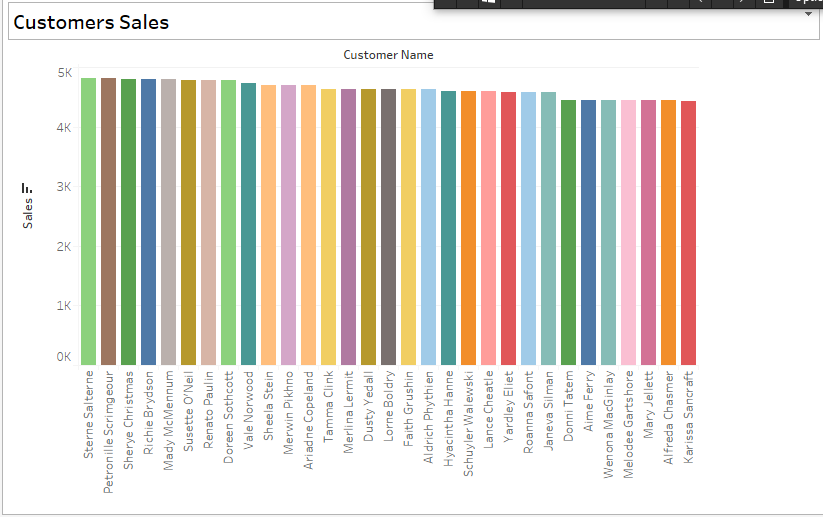 Customers Sales
Customer Name
5K
4K
3K
2K
1K
0K
Sales
Sterne Salterne
Petronille Scrimgeour
Sherye Christmas
Richie Brydson
Mady McMennum
Susette O'Neil
Renato Paulin
Doreen Sothcott
Vale Norwood
Sheela Stein
Merwin Pikhno
Ariadne Copeland
Tamma Clink
Merlina Lermit
Dusty Yedall
Lorne Boldry
Faith Grushin
Aldrich Phythien
Hyacintha Hanne
Schuyler Walewski
Lance Cheatle
Yardley Eliet
Roanna Safont
Janeva Silman
Donni Tatem
Aime Ferry
Wenona MacGinlay
Melodee Gartshore
Mary Jellett
Alfreda Chasmer
Karissa Sancraft